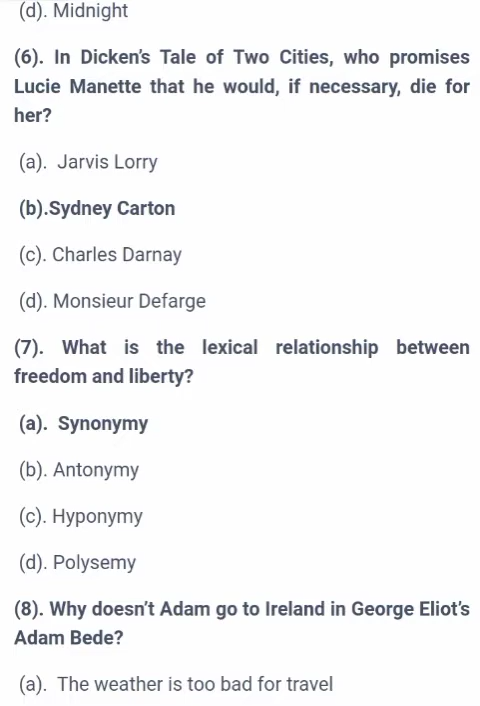 (d). Midnight
(6). In Dicken's Tale of Two Cities, who promises
Lucie Manette that he would, if necessary, die for
her?
(a). Jarvis Lorry
(b).Sydney Carton
(c). Charles Darnay
(d). Monsieur Defarge
(7). What is the lexical relationship between
freedom and liberty?
(a). Synonymy
(b). Antonymy
(c). Hyponymy
(d). Polysemy
(8). Why doesn't Adam go to Ireland in George Eliot's
Adam Bede?
(a). The weather is too bad for travel